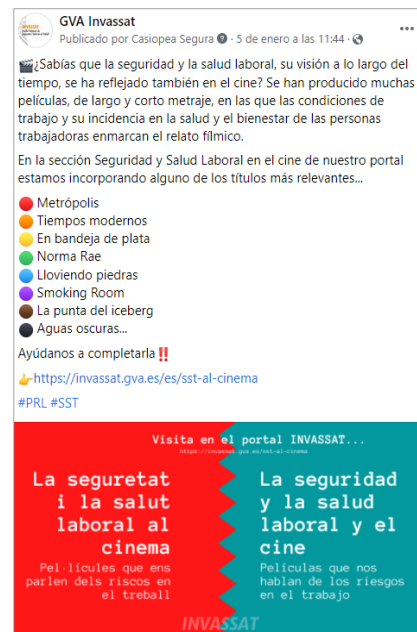 GVA Invassat
Publicado por Casiopea Segura · 5 de enero a las 11:44 ·
🎬¿Sabías que la seguridad y la salud laboral, su visión a lo largo del
tiempo, se ha reflejado también en el cine? Se han producido muchas
películas, de largo y corto metraje, en las que las condiciones de
trabajo y su incidencia en la salud y el bienestar de las personas
trabajadoras enmarcan el relato fílmico.
En la sección Seguridad y Salud Laboral en el cine de nuestro portal
estamos incorporando alguno de los títulos más relevantes...
🔴 Metrópolis
🟠 Tiempos modernos
🟡 En bandeja de plata
🟢 Norma Rae
🔵 Lloviendo piedras
🟣 Smoking Room
🟤 La punta del iceberg
⚫ Aguas oscuras...
Ayúdanos a completarla‼️
👉https://invassat.gva.es/es/sst-al-cinema
#PRL #SST
Visita en el portal INVASSAT...
https://invassat.gva.es/sst-al-cinema
La seguretat
i la salut
laboral al
cinema
Pel·lícules que ens
parlen dels riscos en
el treball
La seguridad
y la salud
laboral y el
cine
Películas que nos
hablan de los riesgos
en el trabajo
INVASSAT